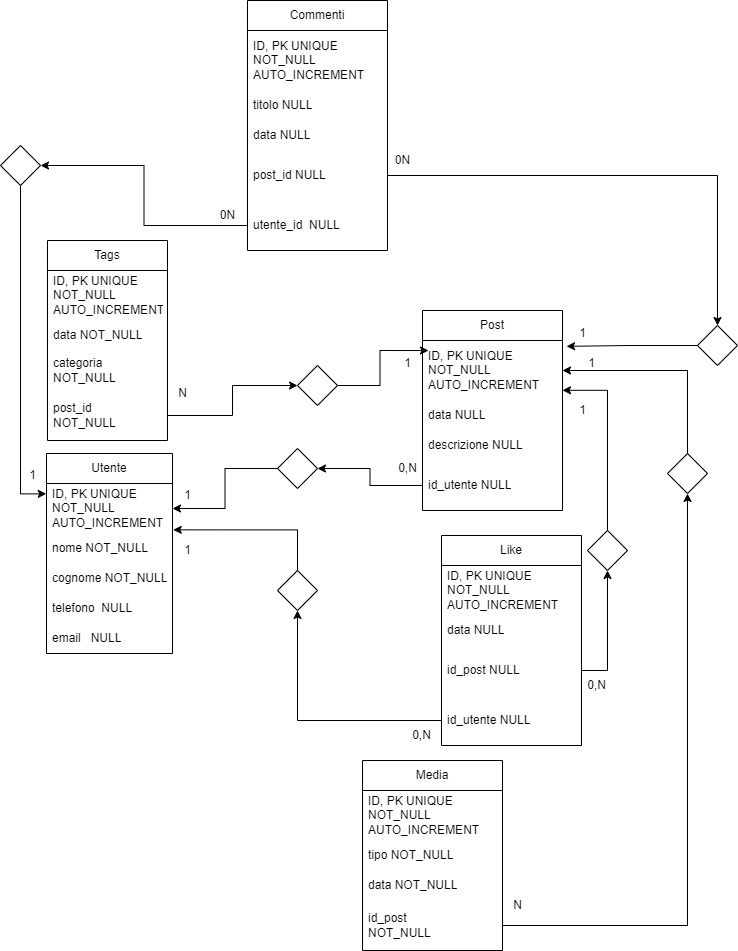 Commenti
ID, PK UNIQUE
NOT_NULL
AUTO_INCREMENT
titolo NULL
data NULL
post_id NULL
utente_id  NULL
0N
0N
Tags
ID, PK UNIQUE
NOT_NULL
AUTO_INCREMENT
data NOT_NULL
categoria
NOT_NULL
post_id
NOT_NULL
N
1
Post
ID, PK UNIQUE
NOT_NULL
AUTO_INCREMENT
data NULL
descrizione NULL
id_utente NULL
1
1
1
0,N
Utente
ID, PK UNIQUE
NOT_NULL
AUTO_INCREMENT
nome NOT_NULL
cognome NOT_NULL
telefono  NULL
email   NULL
1
1
1
Like
ID, PK UNIQUE
NOT_NULL
AUTO_INCREMENT
data NULL
id_post NULL
id_utente NULL
0,N
0,N
Media
ID, PK UNIQUE
NOT_NULL
AUTO_INCREMENT
tipo NOT_NULL
data NOT_NULL
id_post
NOT_NULL
N